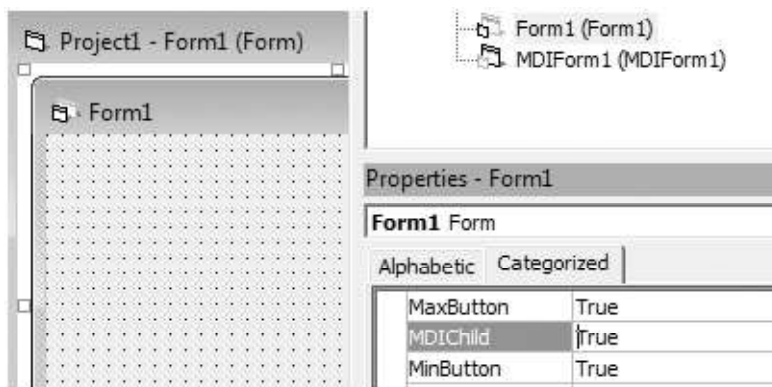 Project1 - Form1 (Form)
Form1
Form1 (Form1)
MDIForm1 (MDIForm1)
Properties - Form1
Form1 Form
Alphabetic Categorized
MaxButton True
MDIChild True
MinButton True